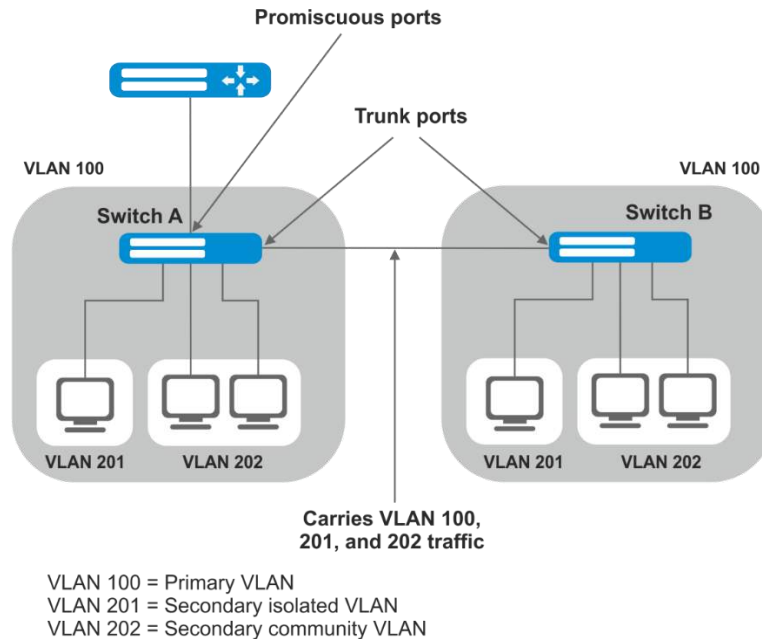 Promiscuous ports
Trunk ports
VLAN 100
VLAN 100
Switch A
Switch B
VLAN 201
VLAN 202
VLAN 201
VLAN 202
Carries VLAN 100,
201, and 202 traffic
VLAN 100 = Primary VLAN
VLAN 201 = Secondary isolated VLAN
VLAN 202 = Secondary community VLAN